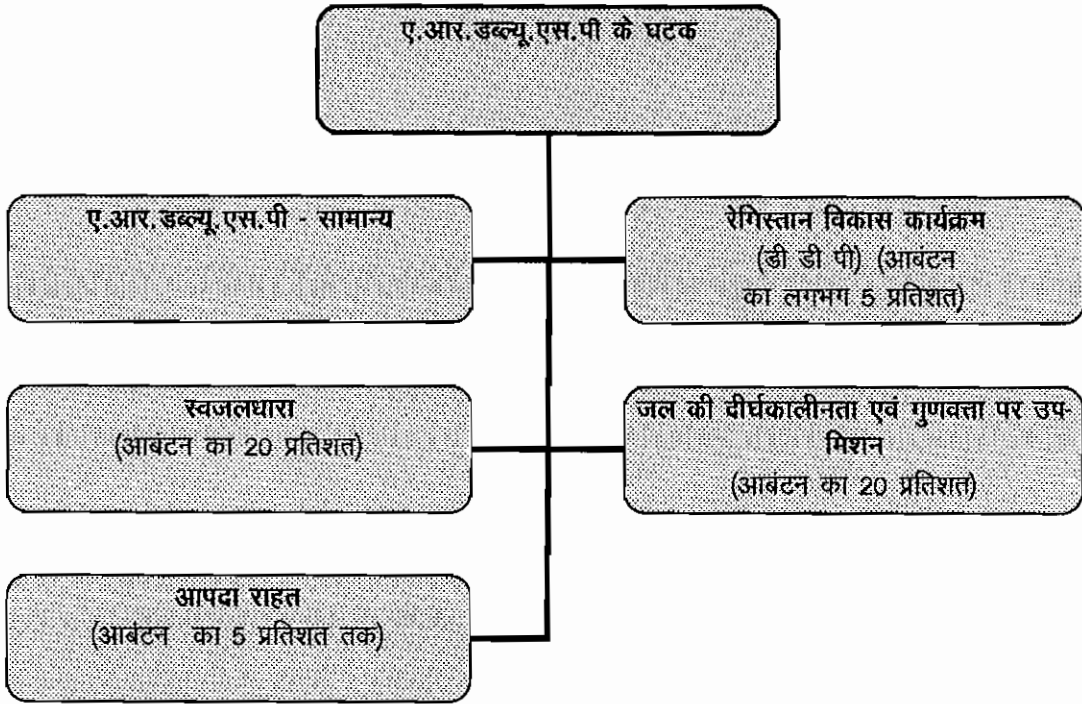 ए.आर.डब्ल्यू.एस.पी के घटक
ए.आर.डब्ल्यू.एस.पी - सामान्य
रेगिस्तान विकास कार्यक्रम
(डी डी पी) (आबंटन
का लगभग 5 प्रतिशत)
स्वजलधारा
(आबंटन का 20 प्रतिशत)
जल की दीर्घकालीनता एवं गुणवत्ता पर उप-
मिशन
(आबंटन का 20 प्रतिशत)
आपदा राहत
(आबंटन का 5 प्रतिशत तक)